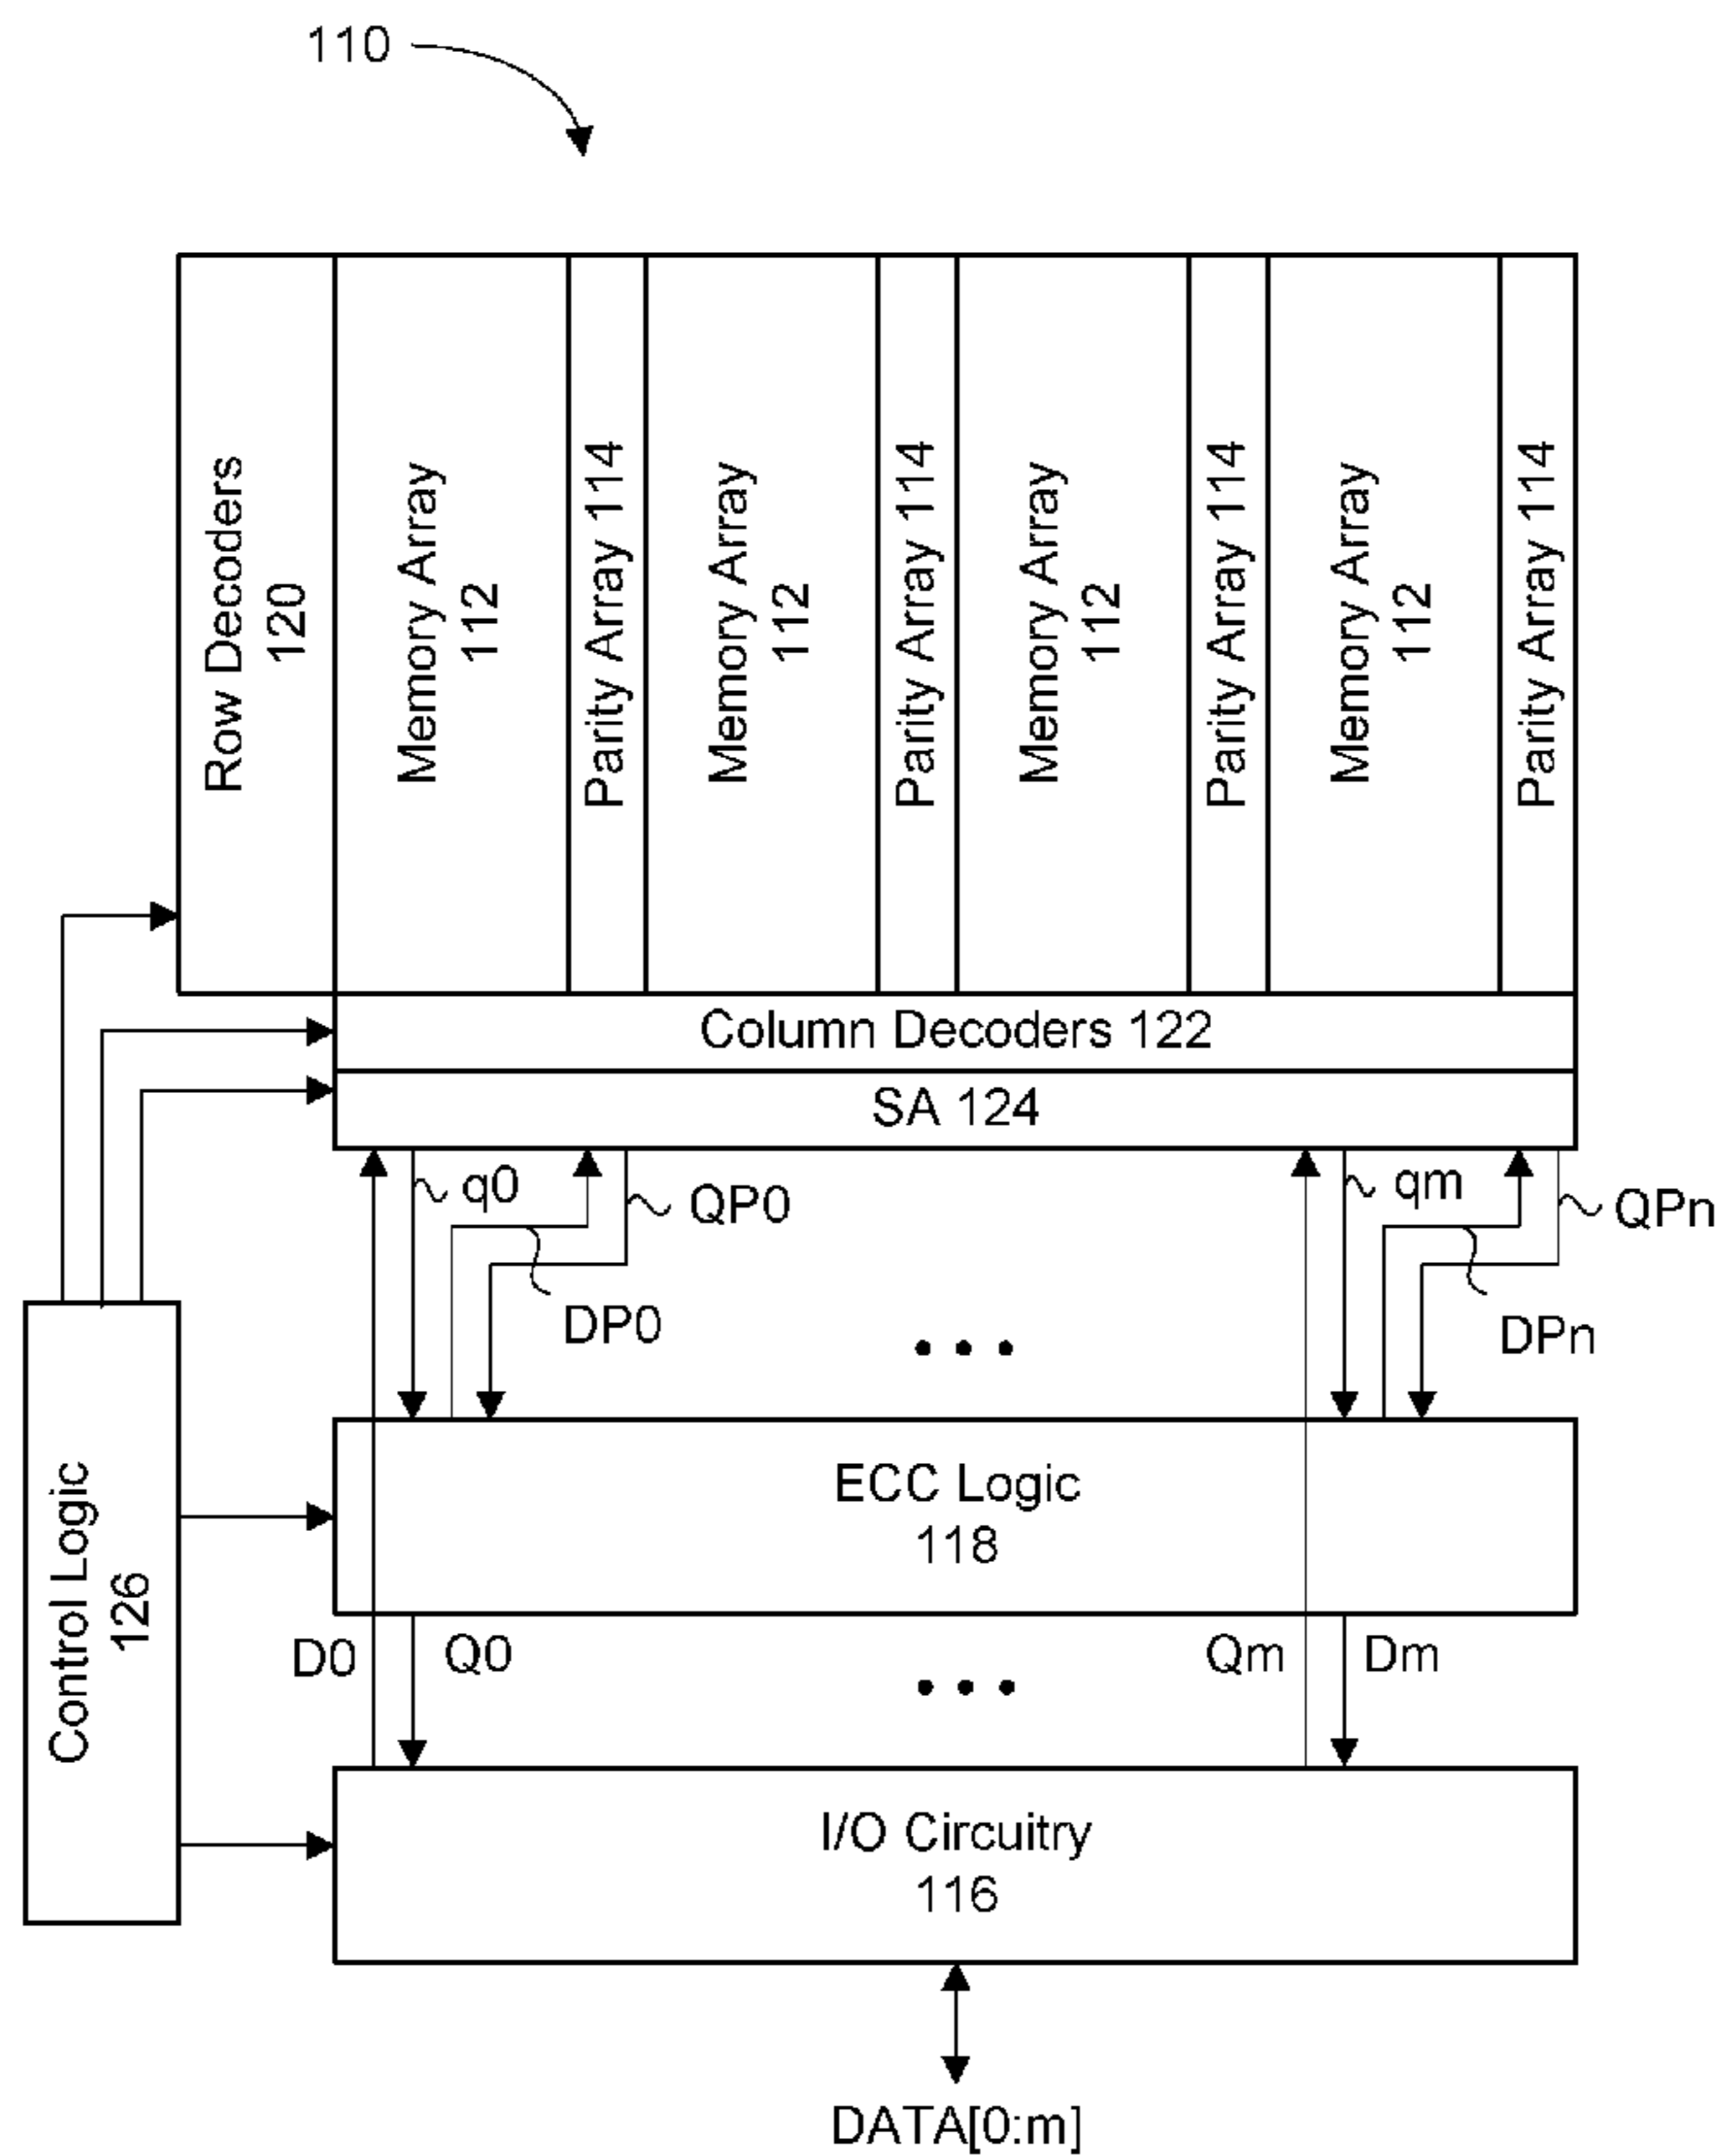 110
Row Decoders
120
Memory Array
112
Parity Array 114
Memory Array
112
Parity Array 114
Memory Array
112
Parity Array 114
Memory Array
112
Parity Array 114
Column Decoders 122
SA 124
q0
QP0
DP0
qm
QPn
DPn
...
Control Logic
126
ECC Logic
118
D0
Q0
...
Qm
Dm
I/O Circuitry
116
DATA[0:m]